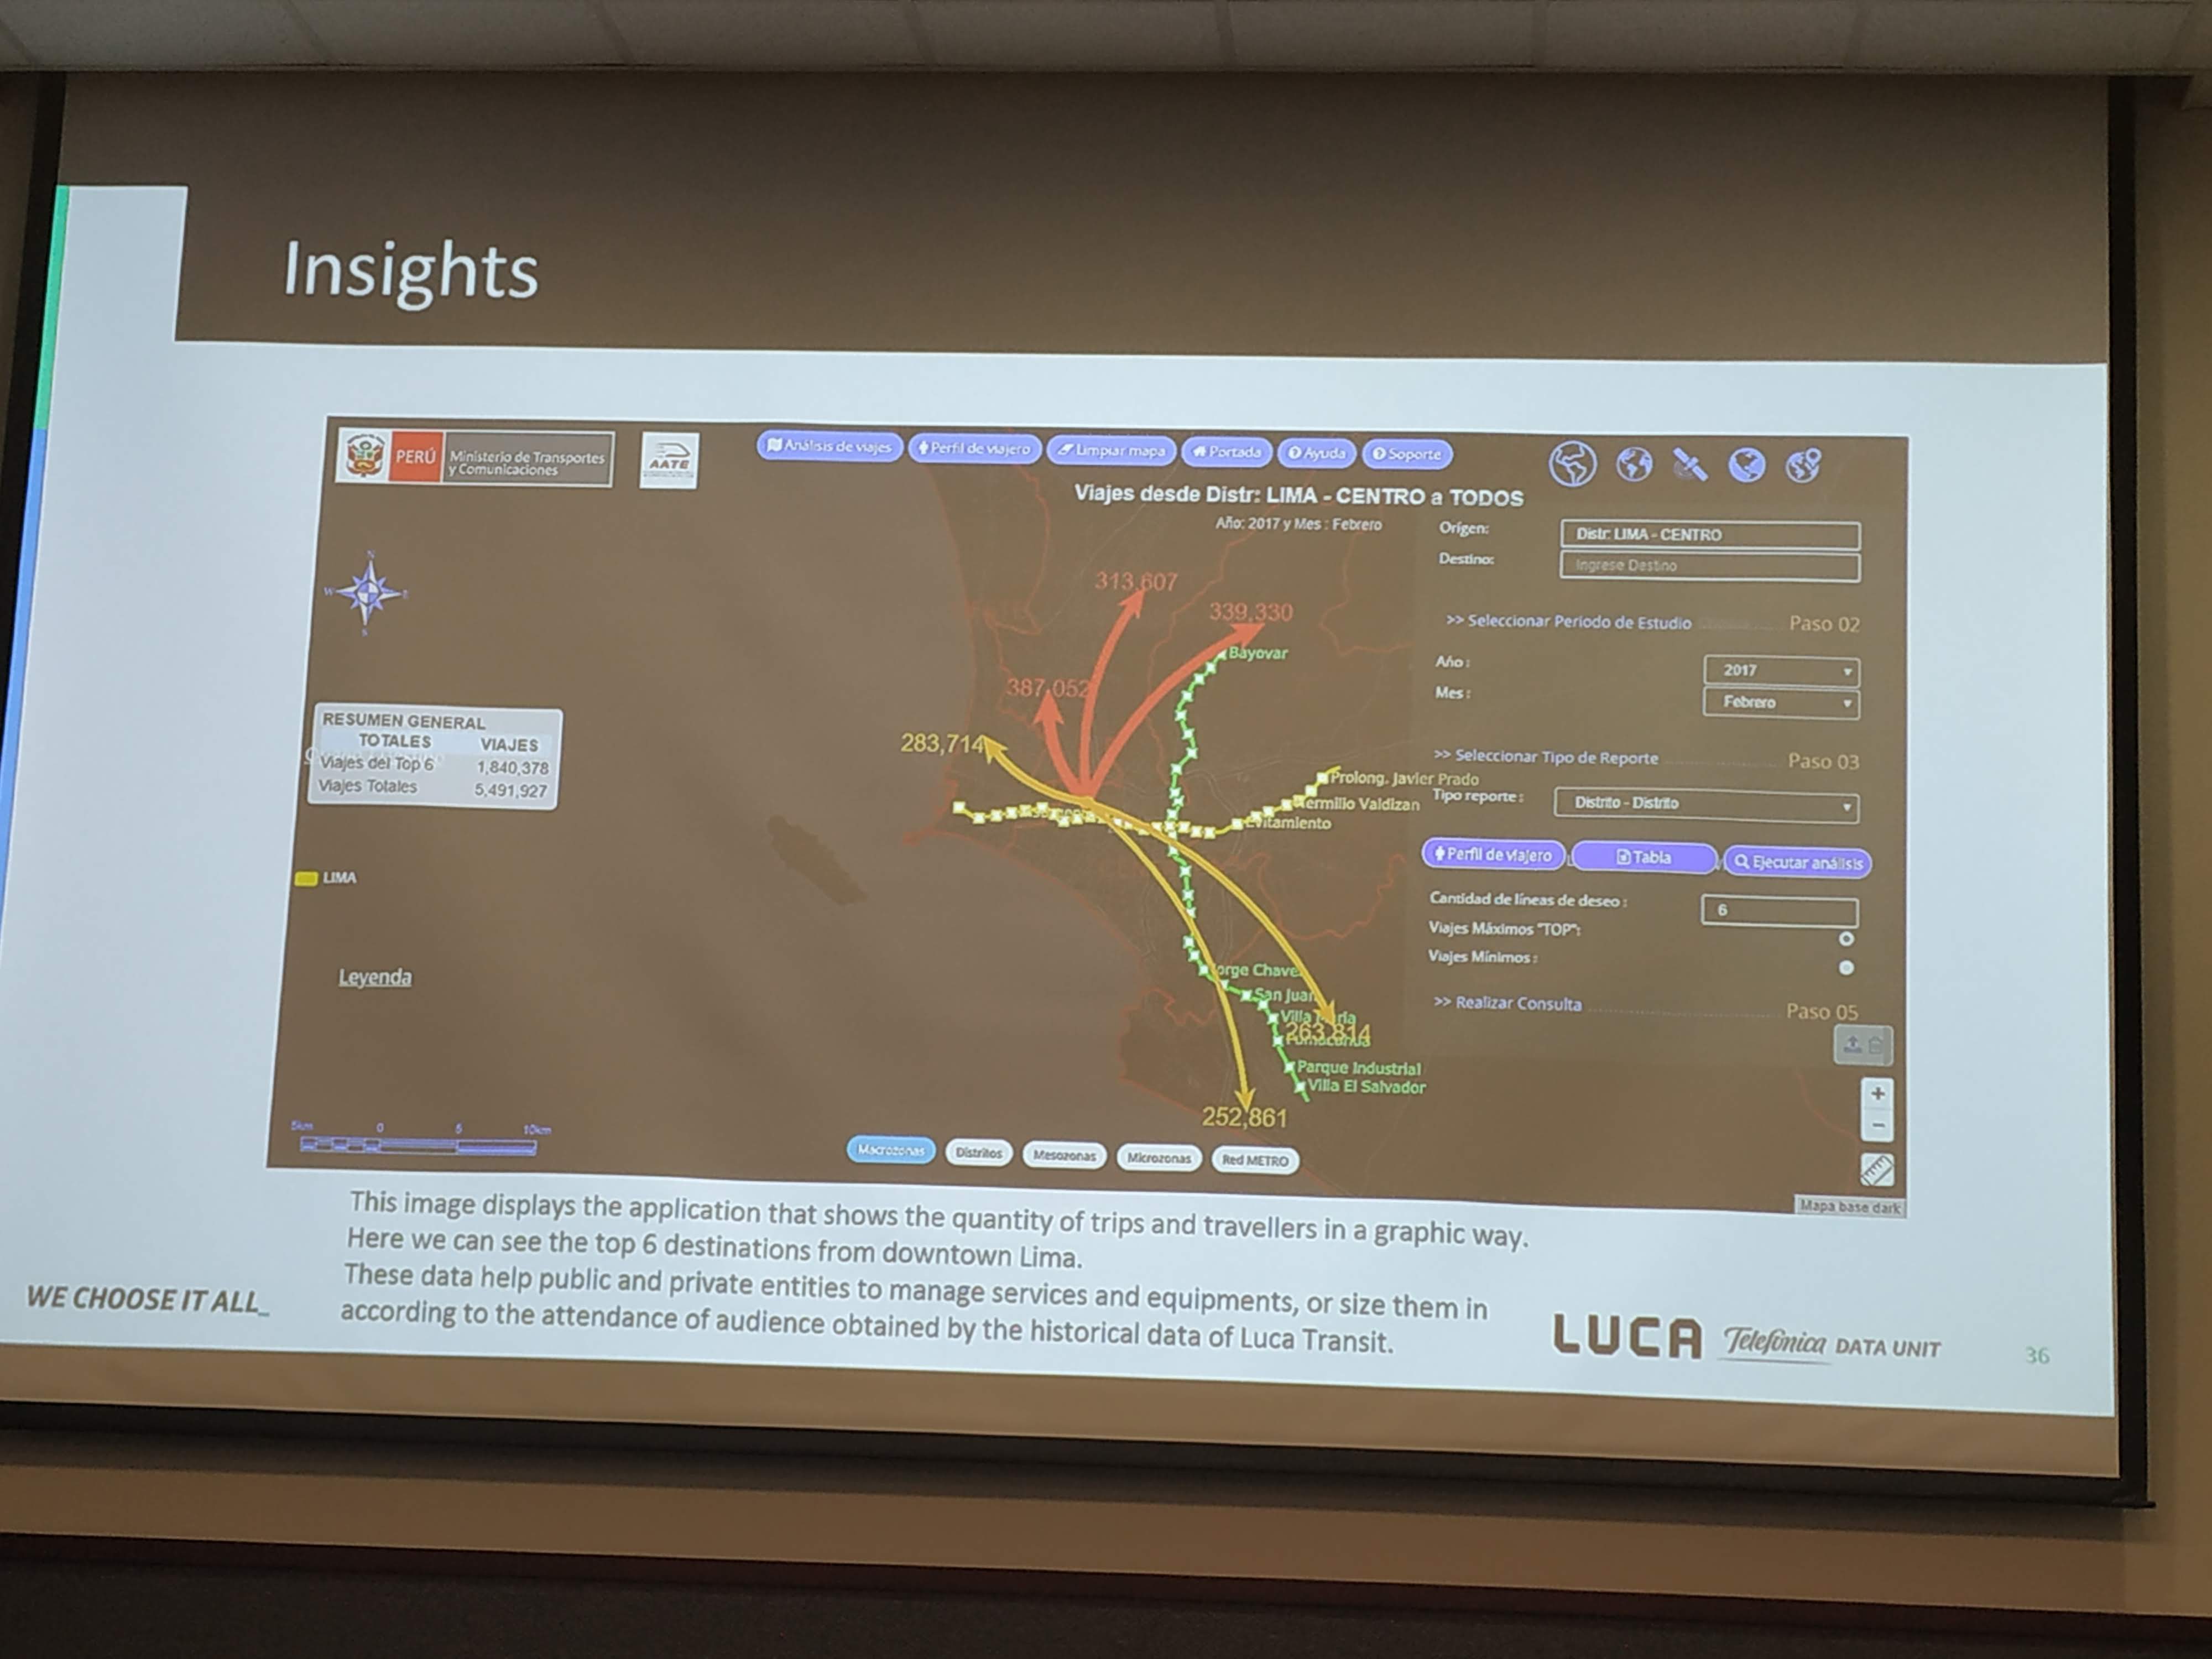 Insights
PERÚ
Ministerio de Transportes
y Comunicaciones
AATE
Análisis de viajes
Perfil de viajero
Limpiar mapa
Portada
Ayuda
Soporte
Viajes desde Distr: LIMA - CENTRO a TODOS
Año: 2017 y Mes : Febrero
Orígen:
Distr: LIMA - CENTRO
Destino:
Ingrese Destino
>> Seleccionar Periodo de Estudio
Paso 02
Año :
2017
Mes :
Febrero
>> Seleccionar Tipo de Reporte
Paso 03
Tipo reporte :
Distrito - Distrito
Perfil de viajero
Tabla
Ejecutar análisis
Cantidad de líneas de deseo :
6
Viajes Máximos "TOP":
Viajes Mínimos :
>> Realizar Consulta
Paso 05
N
W
E
S
313,607
339,330
Bayovar
387,052
283,714
RESUMEN GENERAL
TOTALES VIAJES
Viajes del Top 6 1,840,378
Viajes Totales 5,491,927
Prolong. Javier Prado
Hermilio Valdizan
Evitamiento
LIMA
Leyenda
Jorge Chavez
San Juan
Villa Maria
263,814
Parque Industrial
Villa El Salvador
252,861
5km 0 5 10km
Macrozonas
Distritos
Mesozonas
Microzonas
Red METRO
+
−
Mapa base dark
This image displays the application that shows the quantity of trips and travellers in a graphic way.
Here we can see the top 6 destinations from downtown Lima.
These data help public and private entities to manage services and equipments, or size them in
according to the attendance of audience obtained by the historical data of Luca Transit.
WE CHOOSE IT ALL_
LUCA Telefónica DATA UNIT
36